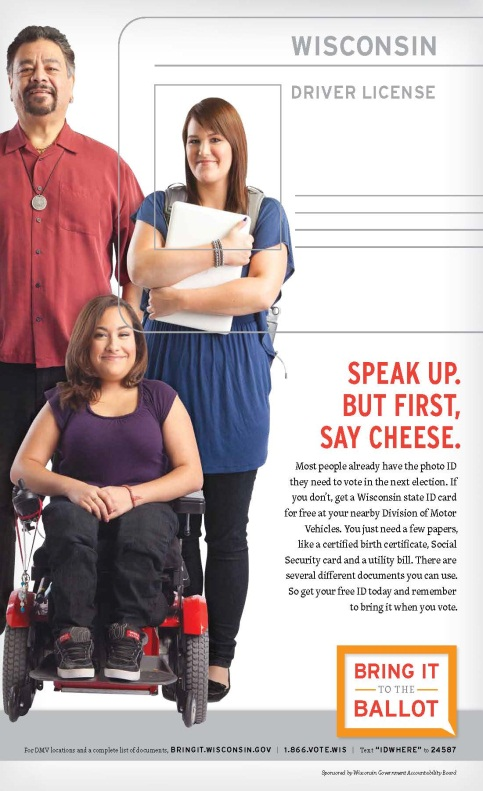 WISCONSIN
DRIVER LICENSE
SPEAK UP.
BUT FIRST,
SAY CHEESE.
Most people already have the photo ID
they need to vote in the next election. If
you don't, get a Wisconsin state ID card
for free at your nearby Division of Motor
Vehicles. You just need a few papers,
like a certified birth certificate, Social
Security card and a utility bill. There are
several different documents you can use.
So get your free ID today and remember
to bring it when you vote.
BRING IT
TO THE
BALLOT
For DMV locations and a complete list of documents, BRINGIT.WISCONSIN.GOV | 1.866.VOTE.WIS | Text "IDWHERE" to 24587
Sponsored by Wisconsin Government Accountability Board